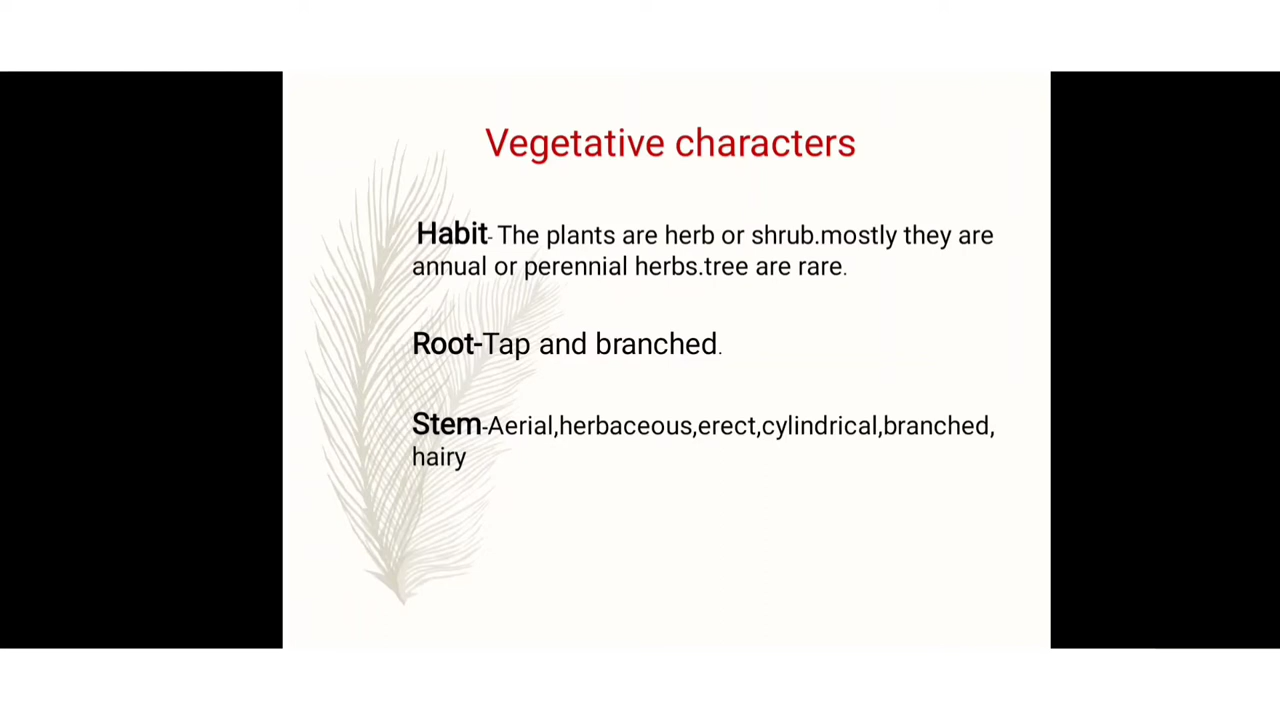 Vegetative characters
Habit- The plants are herb or shrub.mostly they are
annual or perennial herbs.tree are rare.
Root-Tap and branched.
Stem-Aerial,herbaceous,erect,cylindrical,branched,
hairy